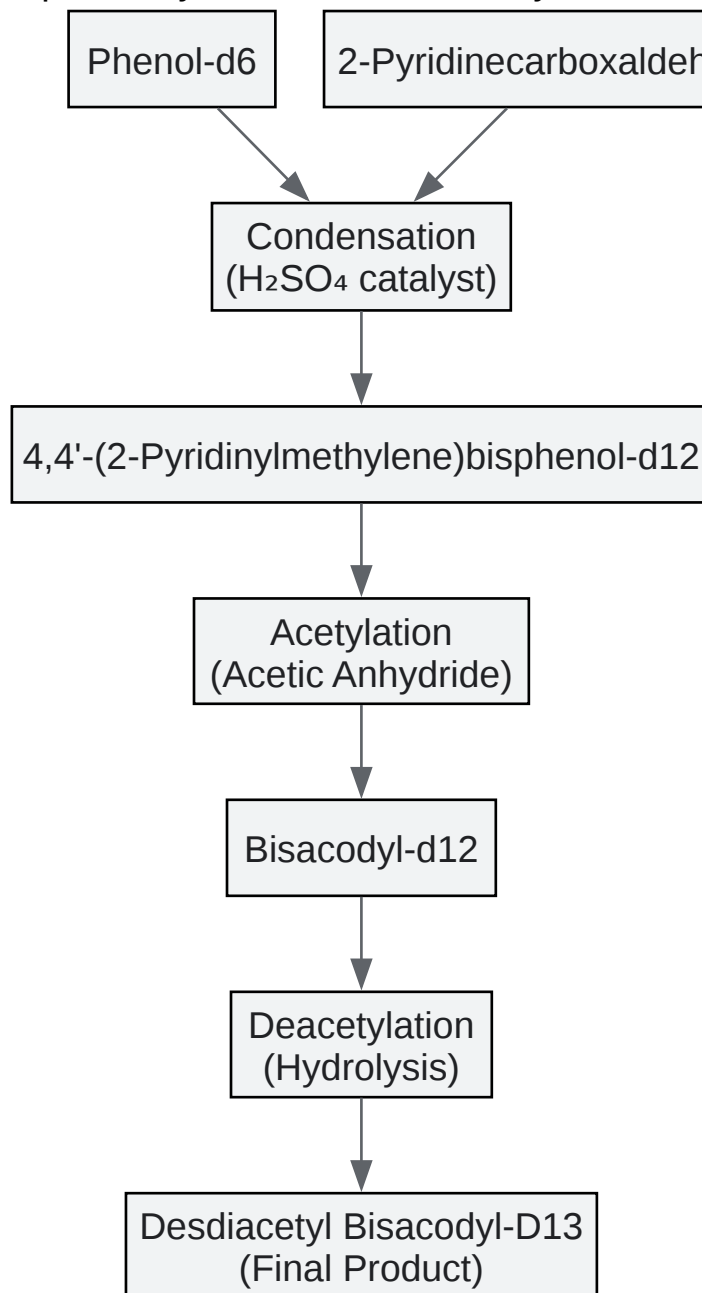 Phenol-d6
2-Pyridinecarboxaldeh
Condensation
(H₂SO₄ catalyst)
4,4'-(2-Pyridinylmethylene)bisphenol-d12
Acetylation
(Acetic Anhydride)
Bisacodyl-d12
Deacetylation
(Hydrolysis)
Desdiacetyl Bisacodyl-D13
(Final Product)